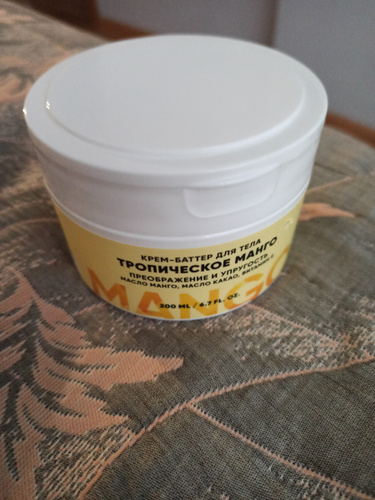 КРЕМ-БАТТЕР ДЛЯ ТЕЛА
ТРОПИЧЕСКОЕ МАНГО
ПРЕОБРАЖЕНИЕ И УПРУГОСТЬ
МАСЛО МАНГО, МАСЛО КАКАО, ВИТАМИН Е
MANGO
200 ML / 6.7 FL. OZ.